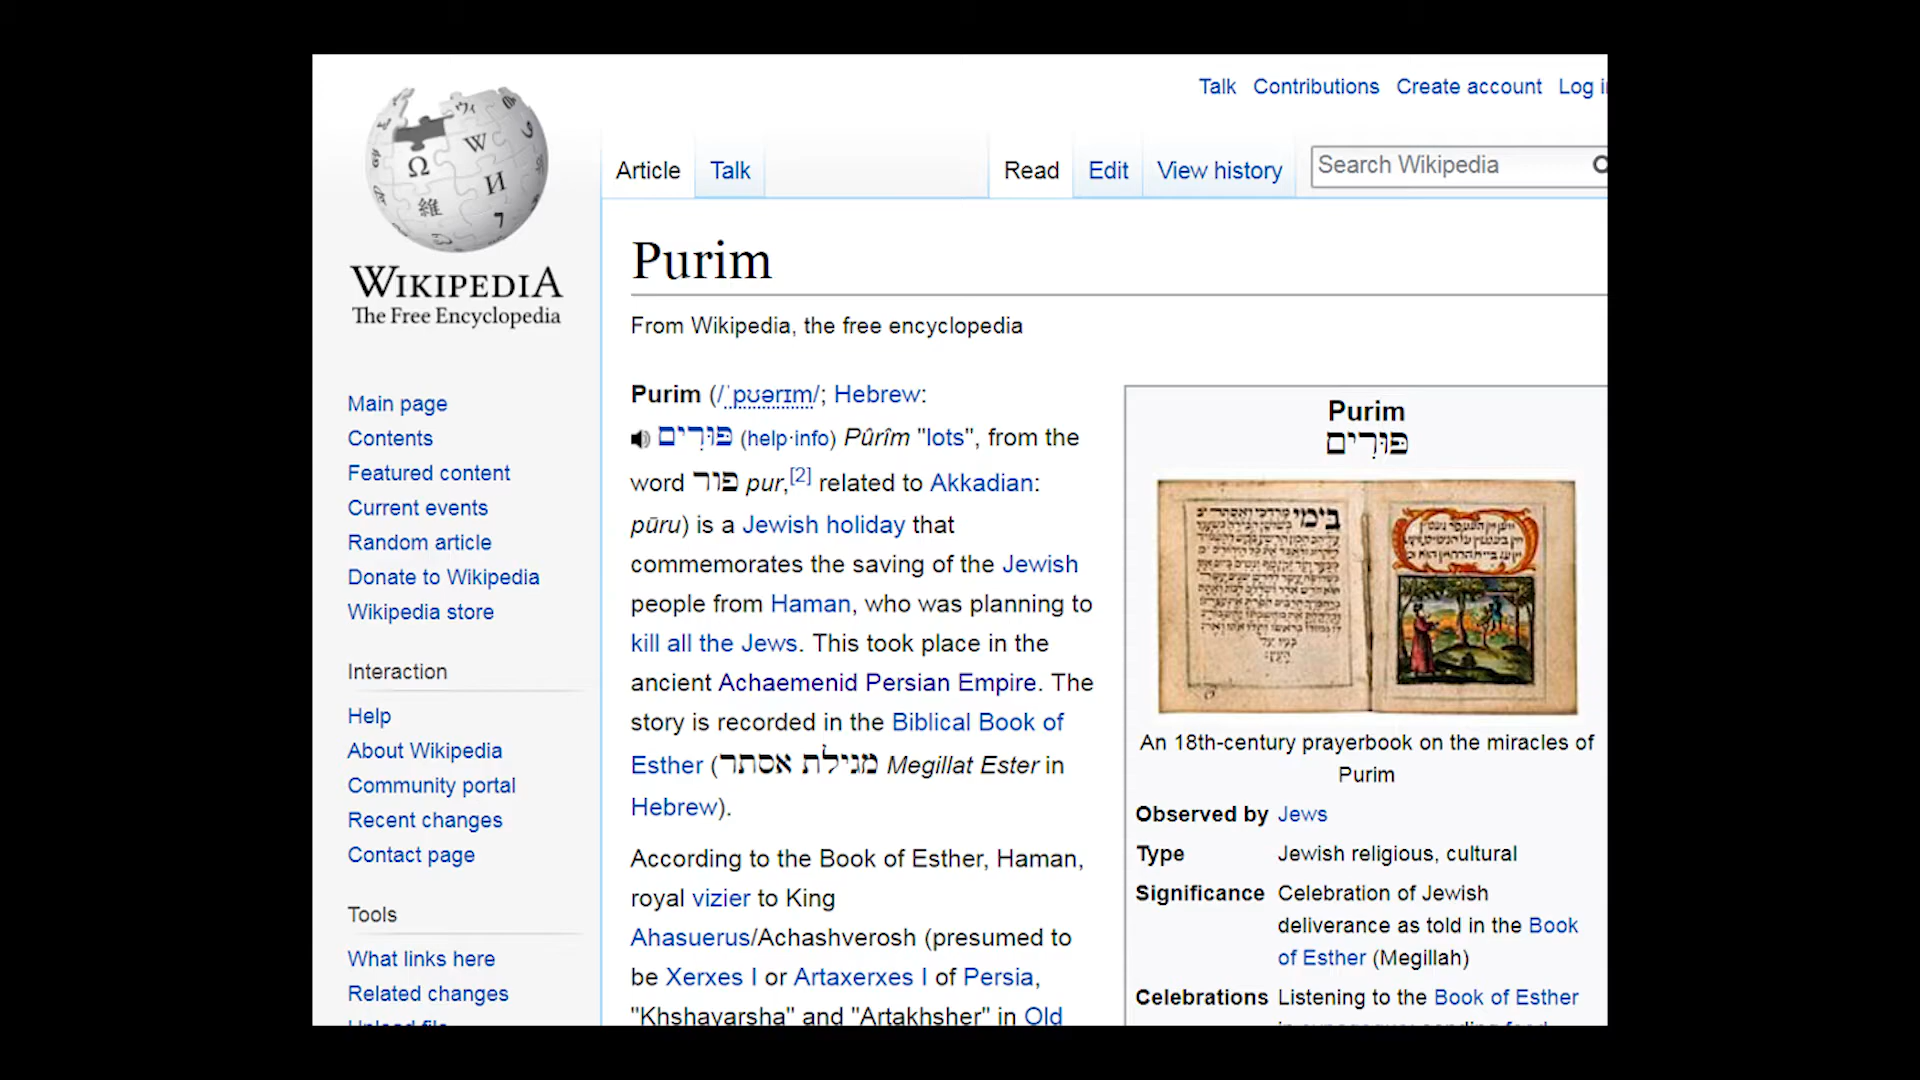 Talk Contributions Create account Log i
Article Talk Read Edit View history Search Wikipedia
WIKIPEDIA
The Free Encyclopedia
Main page
Contents
Featured content
Current events
Random article
Donate to Wikipedia
Wikipedia store
Interaction
Help
About Wikipedia
Community portal
Recent changes
Contact page
Tools
What links here
Related changes
Upload file
Purim
From Wikipedia, the free encyclopedia
Purim (/ˈpʊərɪm/; Hebrew:
פּוּרִים (help·info) Pûrîm "lots", from the
word פור pur,[2] related to Akkadian:
pūru) is a Jewish holiday that
commemorates the saving of the Jewish
people from Haman, who was planning to
kill all the Jews. This took place in the
ancient Achaemenid Persian Empire. The
story is recorded in the Biblical Book of
Esther (מגילת אסתר Megillat Ester in
Hebrew).
According to the Book of Esther, Haman,
royal vizier to King
Ahasuerus/Achashverosh (presumed to
be Xerxes I or Artaxerxes I of Persia,
"Khshayarsha" and "Artakhsher" in Old
Purim
פּוּרִים
בימי
An 18th-century prayerbook on the miracles of
Purim
Observed by Jews
Type Jewish religious, cultural
Significance Celebration of Jewish
deliverance as told in the Book
of Esther (Megillah)
Celebrations Listening to the Book of Esther